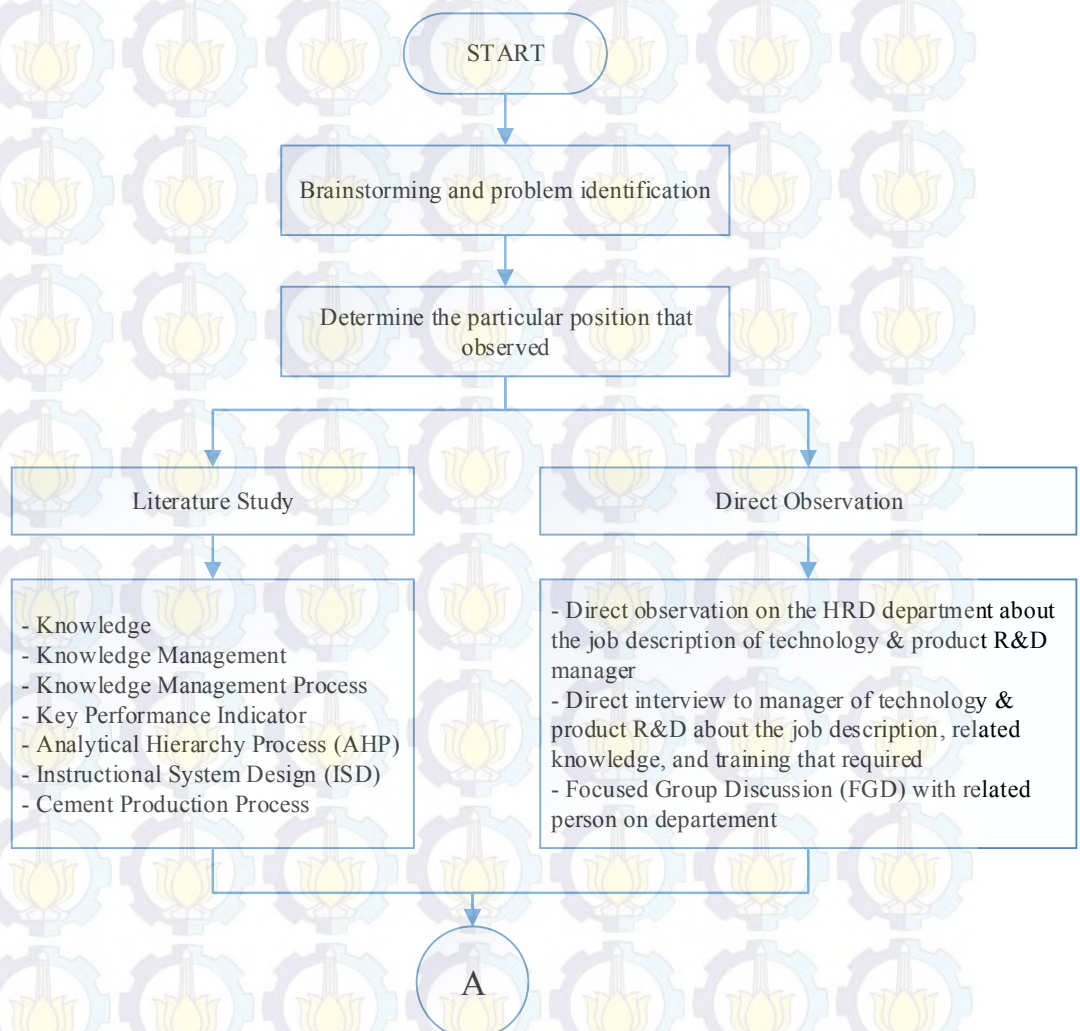 START
Brainstorming and problem identification
Determine the particular position that
observed
Literature Study
Direct Observation
- Knowledge
- Knowledge Management
- Knowledge Management Process
- Key Performance Indicator
- Analytical Hierarchy Process (AHP)
- Instructional System Design (ISD)
- Cement Production Process
- Direct observation on the HRD department about
the job description of technology & product R&D
manager
- Direct interview to manager of technology &
product R&D about the job description, related
knowledge, and training that required
- Focused Group Discussion (FGD) with related
person on departement
A